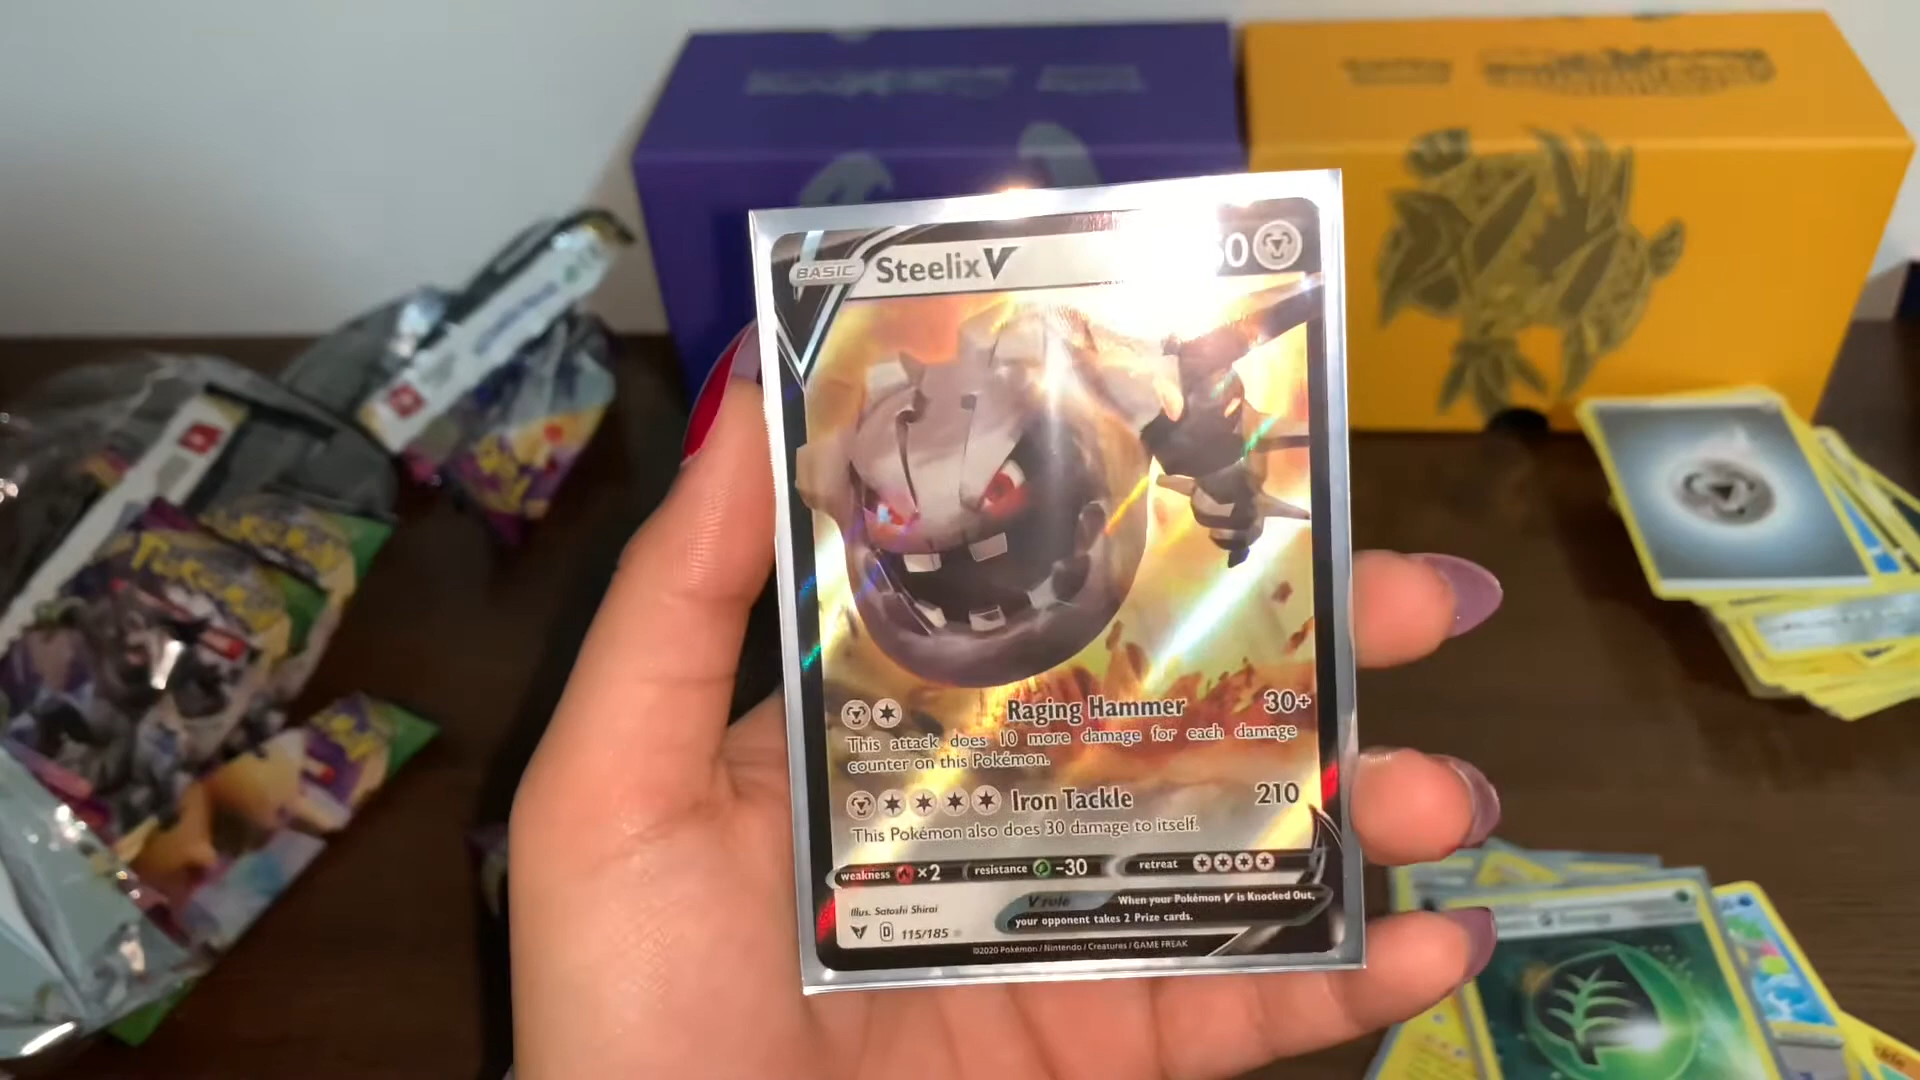 BASIC
Steelix V
0
Raging Hammer 30+
This attack does 10 more damage for each damage
counter on this Pokémon.
Iron Tackle 210
This Pokémon also does 30 damage to itself.
weakness ×2 resistance -30 retreat
V rule When your Pokémon V is Knocked Out,
your opponent takes 2 Prize cards.
Illus. Satoshi Shirai
D 115/185
©2020 Pokémon / Nintendo / Creatures / GAME FREAK
POKéMON
POKéMON